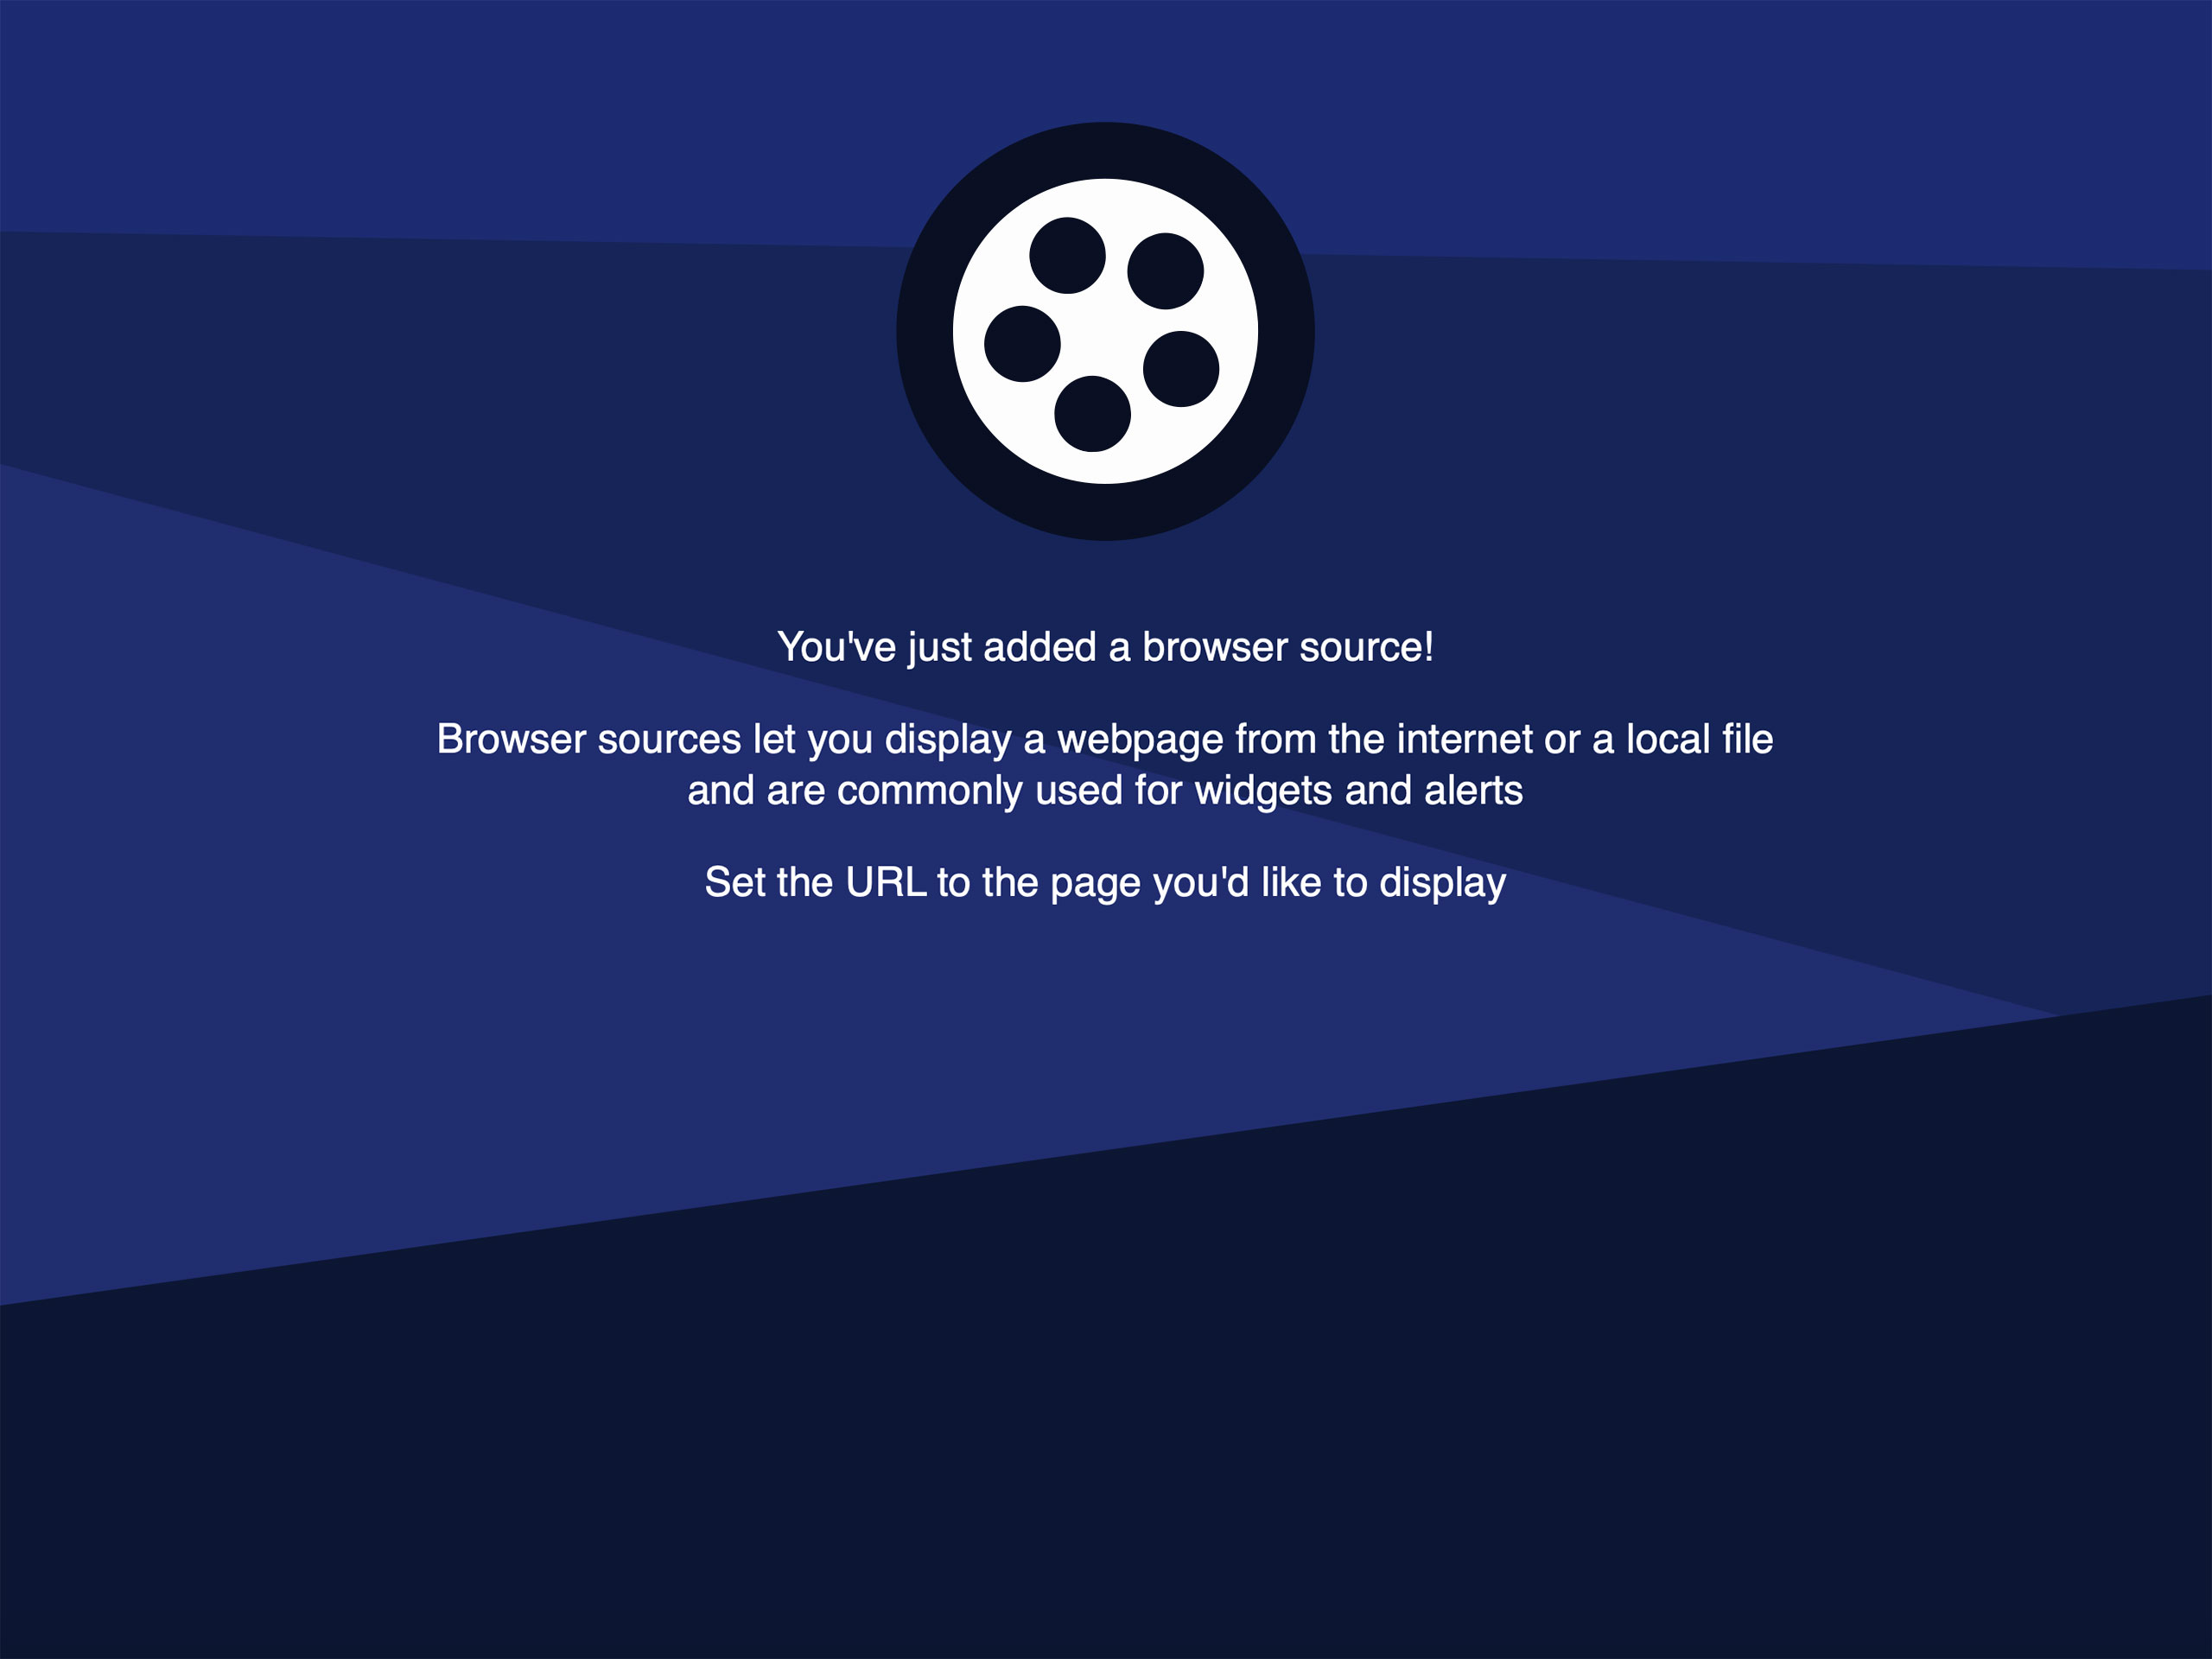 You've just added a browser source!
Browser sources let you display a webpage from the internet or a local file
and are commonly used for widgets and alerts
Set the URL to the page you'd like to display